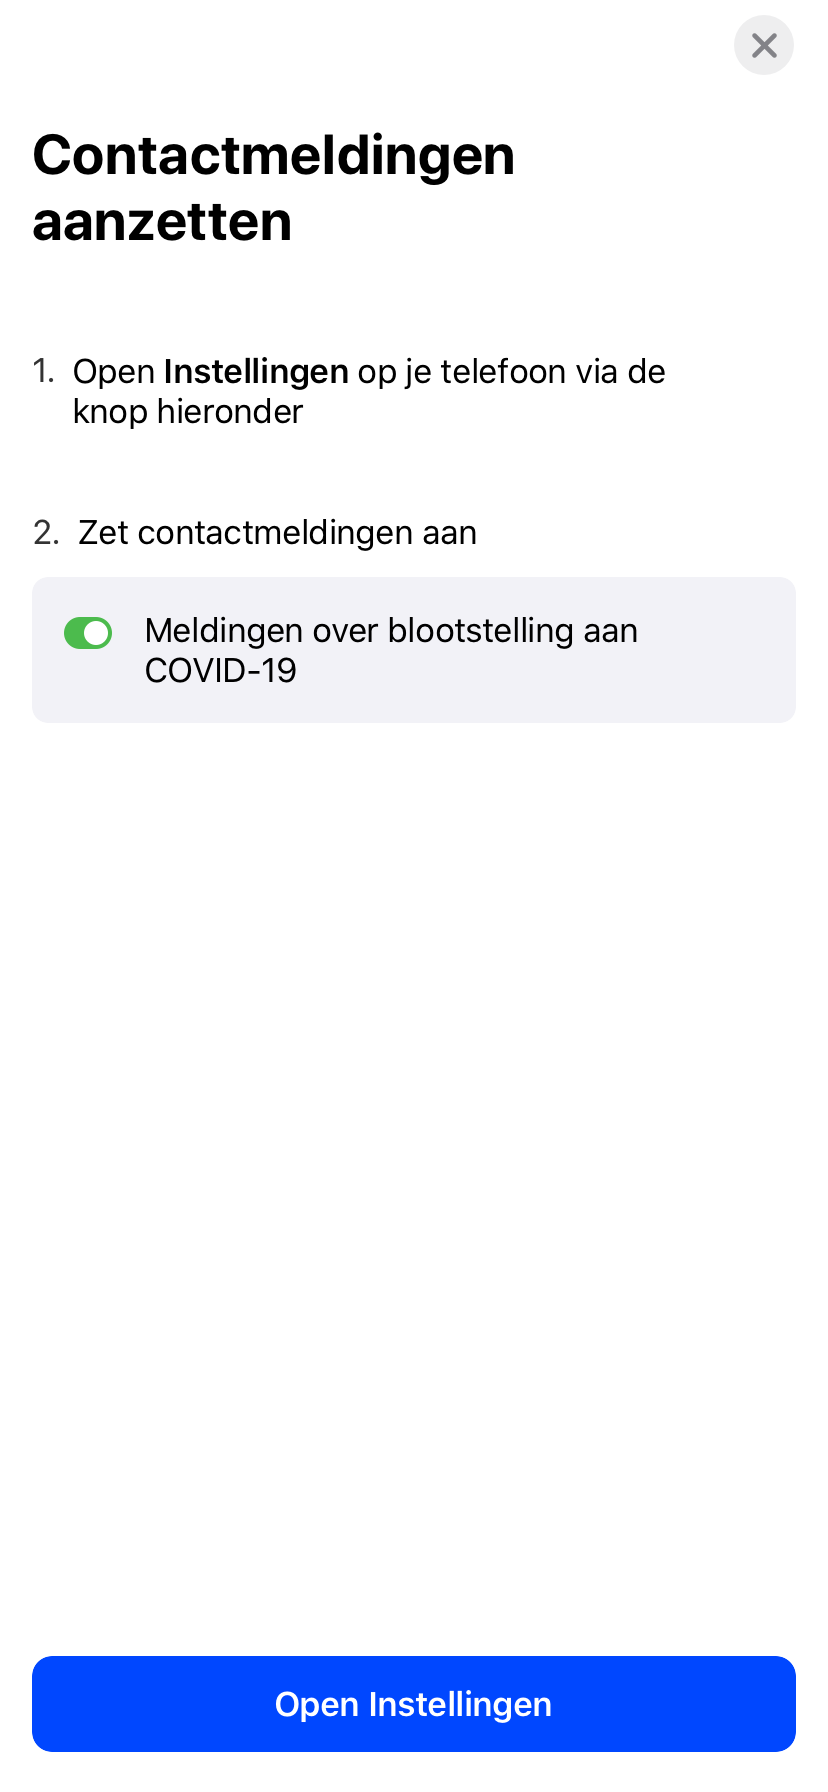 Contactmeldingen
aanzetten
1. Open Instellingen op je telefoon via de
knop hieronder
2. Zet contactmeldingen aan
Meldingen over blootstelling aan
COVID-19
Open Instellingen